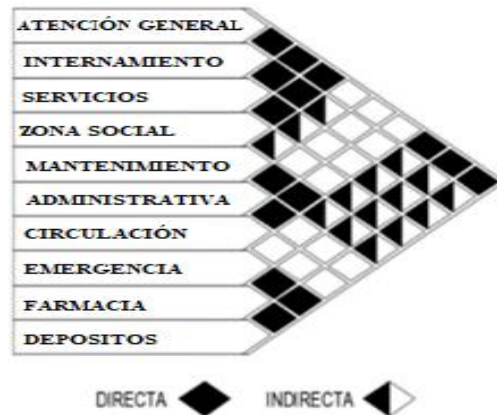 ATENCIÓN GENERAL
INTERNAMIENTO
SERVICIOS
ZONA SOCIAL
MANTENIMIENTO
ADMINISTRATIVA
CIRCULACIÓN
EMERGENCIA
FARMACIA
DEPOSITOS
DIRECTA INDIRECTA